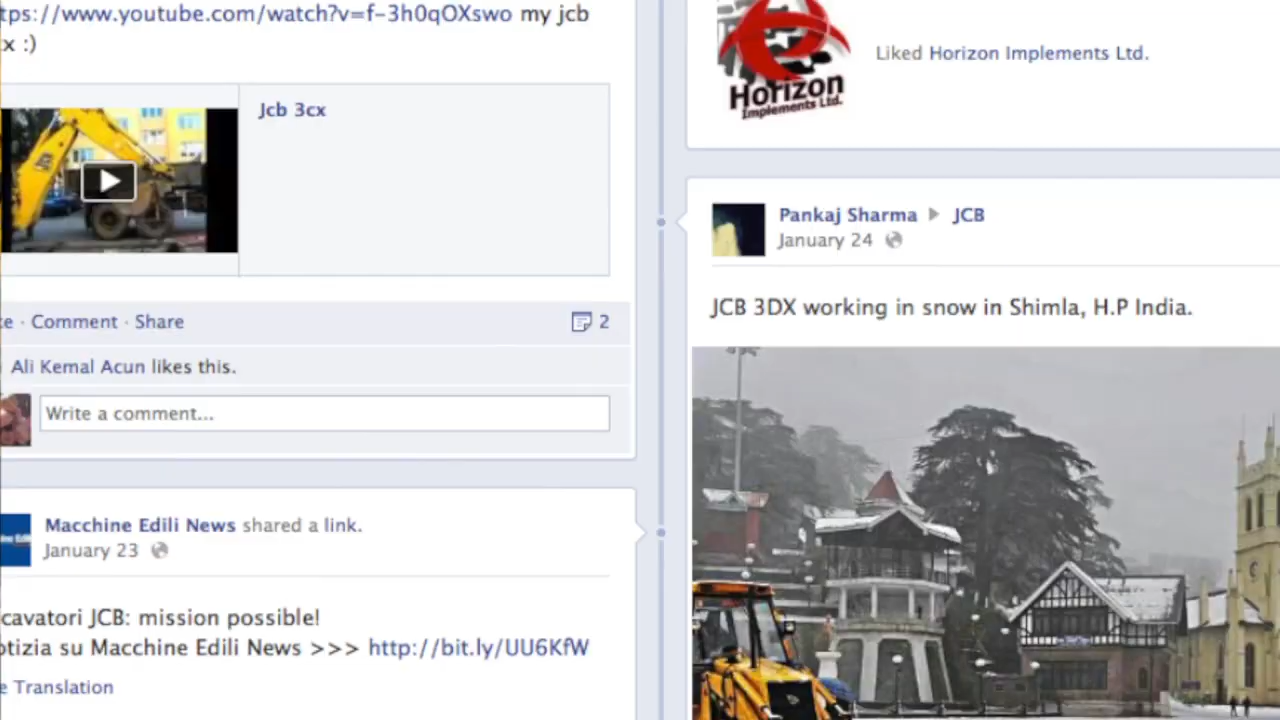 tps://www.youtube.com/watch?v=f-3h0qOXswo my jcb
x :)
Jcb 3cx
e · Comment · Share
2
Ali Kemal Acun likes this.
Write a comment...
Macchine Edili News shared a link.
January 23
cavatori JCB: mission possible!
otizia su Macchine Edili News >>> http://bit.ly/UU6KfW
e Translation
Horizon
Implements Ltd.
Liked Horizon Implements Ltd.
Pankaj Sharma ▶ JCB
January 24
JCB 3DX working in snow in Shimla, H.P India.